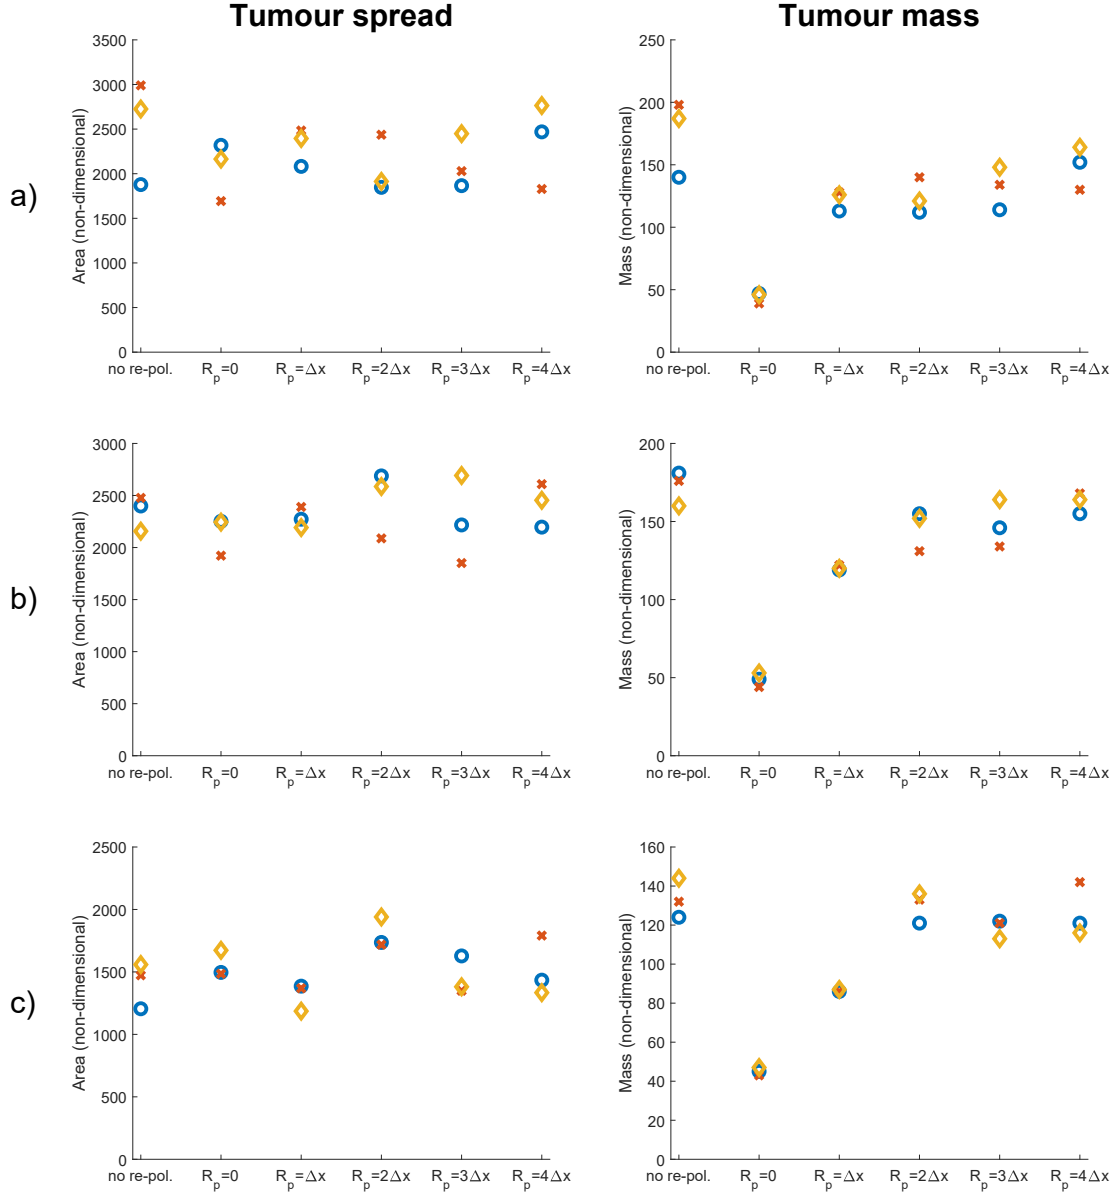 Tumour spread
Tumour mass
a)
Area (non-dimensional)
3500
3000
2500
2000
1500
1000
500
0
no re-pol. R_p=0 R_p=Δx R_p=2Δx R_p=3Δx R_p=4Δx
Mass (non-dimensional)
250
200
150
100
50
0
no re-pol. R_p=0 R_p=Δx R_p=2Δx R_p=3Δx R_p=4Δx
b)
Area (non-dimensional)
3000
2500
2000
1500
1000
500
0
no re-pol. R_p=0 R_p=Δx R_p=2Δx R_p=3Δx R_p=4Δx
Mass (non-dimensional)
200
150
100
50
0
no re-pol. R_p=0 R_p=Δx R_p=2Δx R_p=3Δx R_p=4Δx
c)
Area (non-dimensional)
2500
2000
1500
1000
500
0
no re-pol. R_p=0 R_p=Δx R_p=2Δx R_p=3Δx R_p=4Δx
Mass (non-dimensional)
160
140
120
100
80
60
40
20
0
no re-pol. R_p=0 R_p=Δx R_p=2Δx R_p=3Δx R_p=4Δx